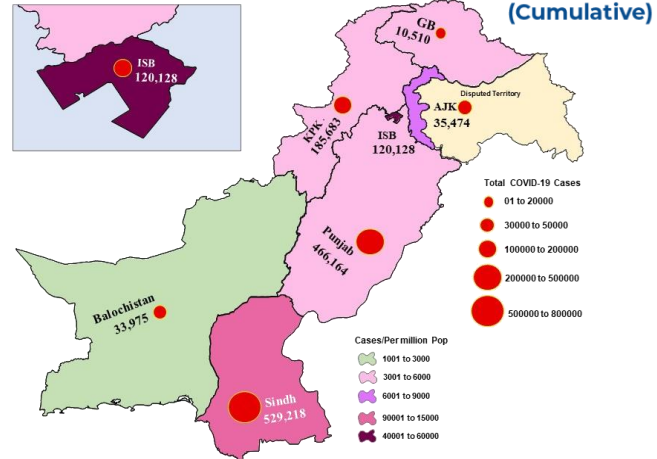 (Cumulative)
ISB
120,128
GB
10,510
Disputed Territory
AJK
35,474
KPK
185,683
ISB
120,128
Punjab
466,164
Balochistan
33,975
Sindh
529,218
Total COVID-19 Cases
01 to 20000
30000 to 50000
100000 to 200000
200000 to 500000
500000 to 800000
Cases/Per million Pop
1001 to 3000
3001 to 6000
6001 to 9000
90001 to 15000
40001 to 60000